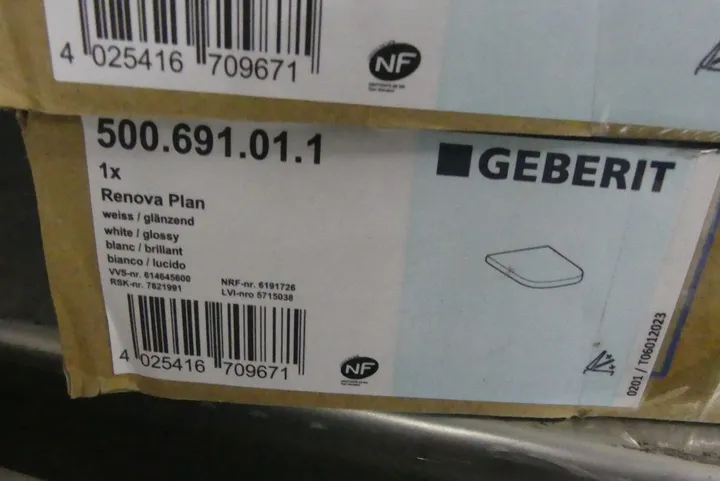 4 025416 709671
NF
500.691.01.1
GEBERIT
1x
Renova Plan
weiss / glänzend
white / glossy
blanc / brillant
bianco / lucido
VVS-nr. 614645600
NRF-nr. 6191726
RSK-nr. 7821991
LVI-nro 5715038
4 025416 709671
NF
0201 / T06012023